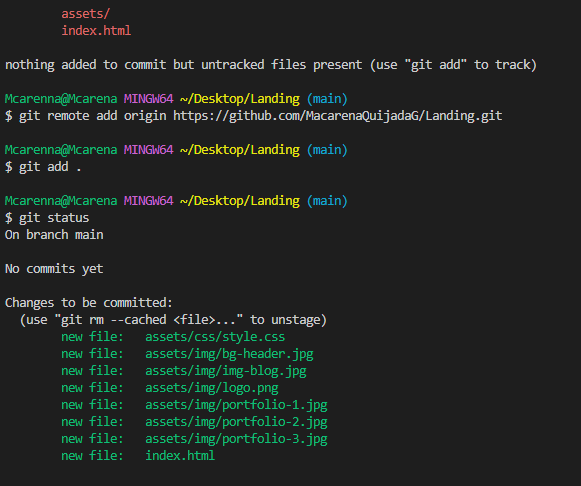 assets/
index.html
nothing added to commit but untracked files present (use "git add" to track)
Mcarenna@Mcarena MINGW64 ~/Desktop/Landing (main)
$ git remote add origin https://github.com/MacarenaQuijadaG/Landing.git
Mcarenna@Mcarena MINGW64 ~/Desktop/Landing (main)
$ git add .
Mcarenna@Mcarena MINGW64 ~/Desktop/Landing (main)
$ git status
On branch main
No commits yet
Changes to be committed:
(use "git rm --cached <file>..." to unstage)
new file:   assets/css/style.css
new file:   assets/img/bg-header.jpg
new file:   assets/img/img-blog.jpg
new file:   assets/img/logo.png
new file:   assets/img/portfolio-1.jpg
new file:   assets/img/portfolio-2.jpg
new file:   assets/img/portfolio-3.jpg
new file:   index.html